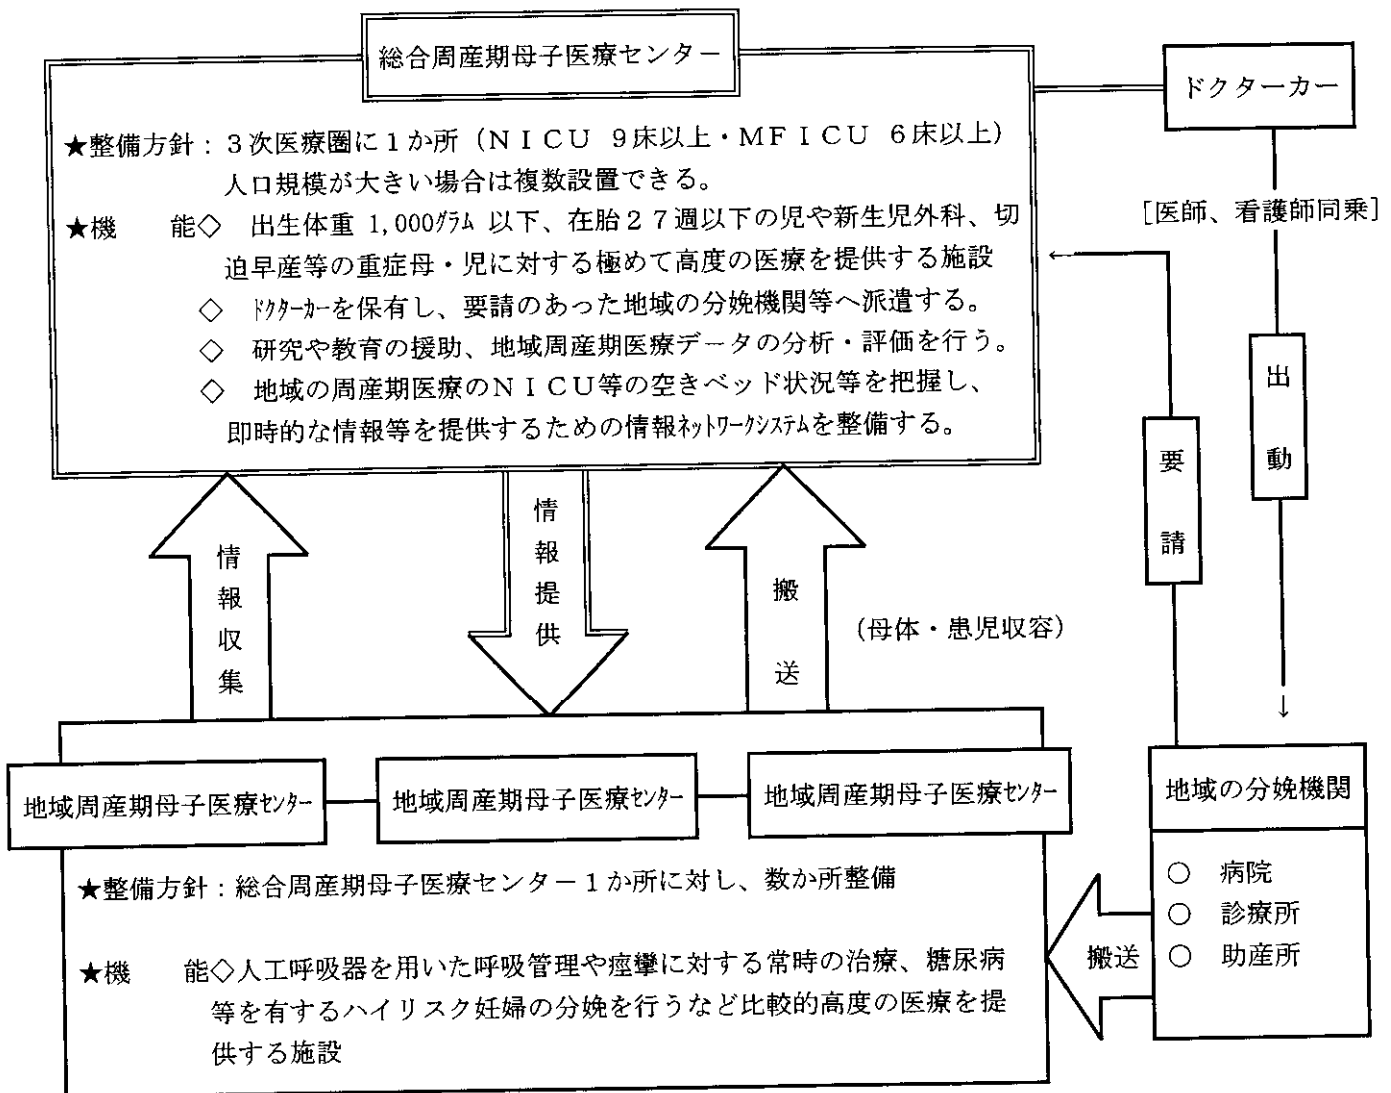 総合周産期母子医療センター
ドクターカー
★整備方針：３次医療圏に１か所（ＮＩＣＵ ９床以上・ＭＦＩＣＵ ６床以上）
人口規模が大きい場合は複数設置できる。
★機　　能◇ 出生体重 1,000グラム 以下、在胎２７週以下の児や新生児外科、切
迫早産等の重症母・児に対する極めて高度の医療を提供する施設
◇ ドクターカーを保有し、要請のあった地域の分娩機関等へ派遣する。
◇ 研究や教育の援助、地域周産期医療データの分析・評価を行う。
◇ 地域の周産期医療のＮＩＣＵ等の空きベッド状況等を把握し、
即時的な情報等を提供するための情報ネットワークシステムを整備する。
［医師、看護師同乗］
出動
要請
情報収集
情報提供
搬送
（母体・患児収容）
地域周産期母子医療センター
地域周産期母子医療センター
地域周産期母子医療センター
★整備方針：総合周産期母子医療センター１か所に対し、数か所整備
★機　　能◇人工呼吸器を用いた呼吸管理や痙攣に対する常時の治療、糖尿病
等を有するハイリスク妊婦の分娩を行うなど比較的高度の医療を提
供する施設
搬送
地域の分娩機関
○ 病院
○ 診療所
○ 助産所